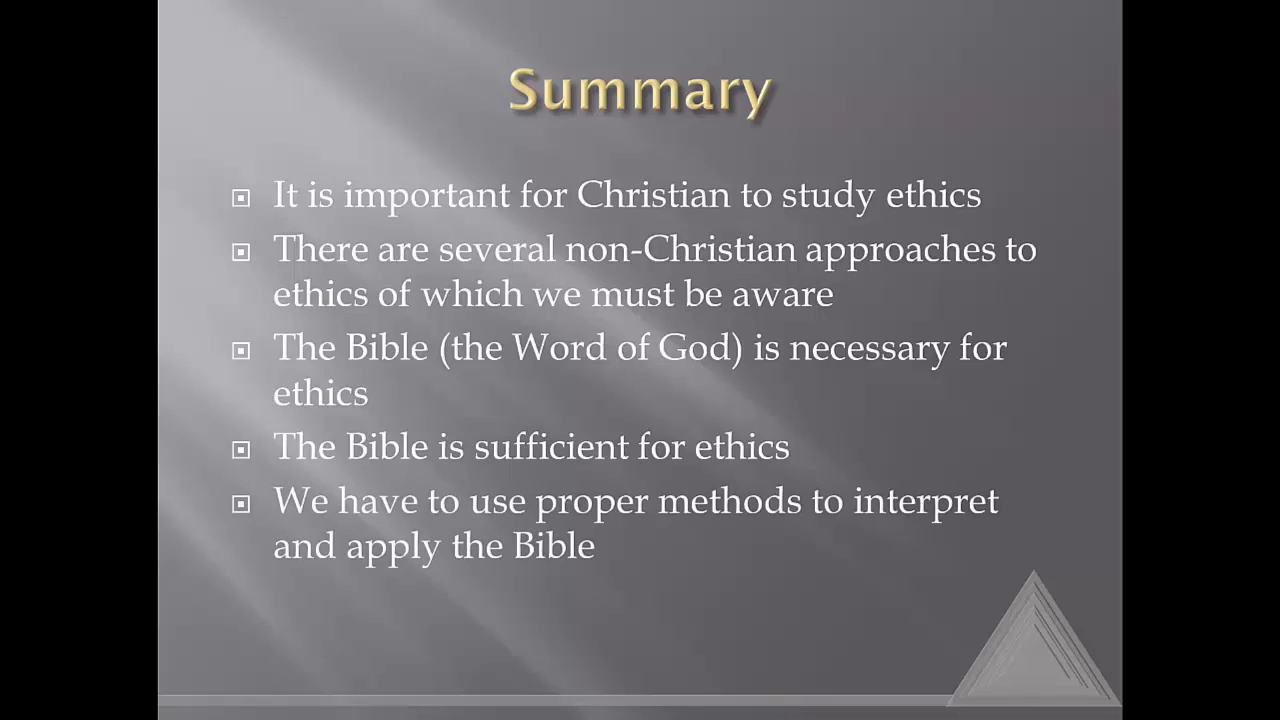 Summary
It is important for Christian to study ethics
There are several non-Christian approaches to
ethics of which we must be aware
The Bible (the Word of God) is necessary for
ethics
The Bible is sufficient for ethics
We have to use proper methods to interpret
and apply the Bible